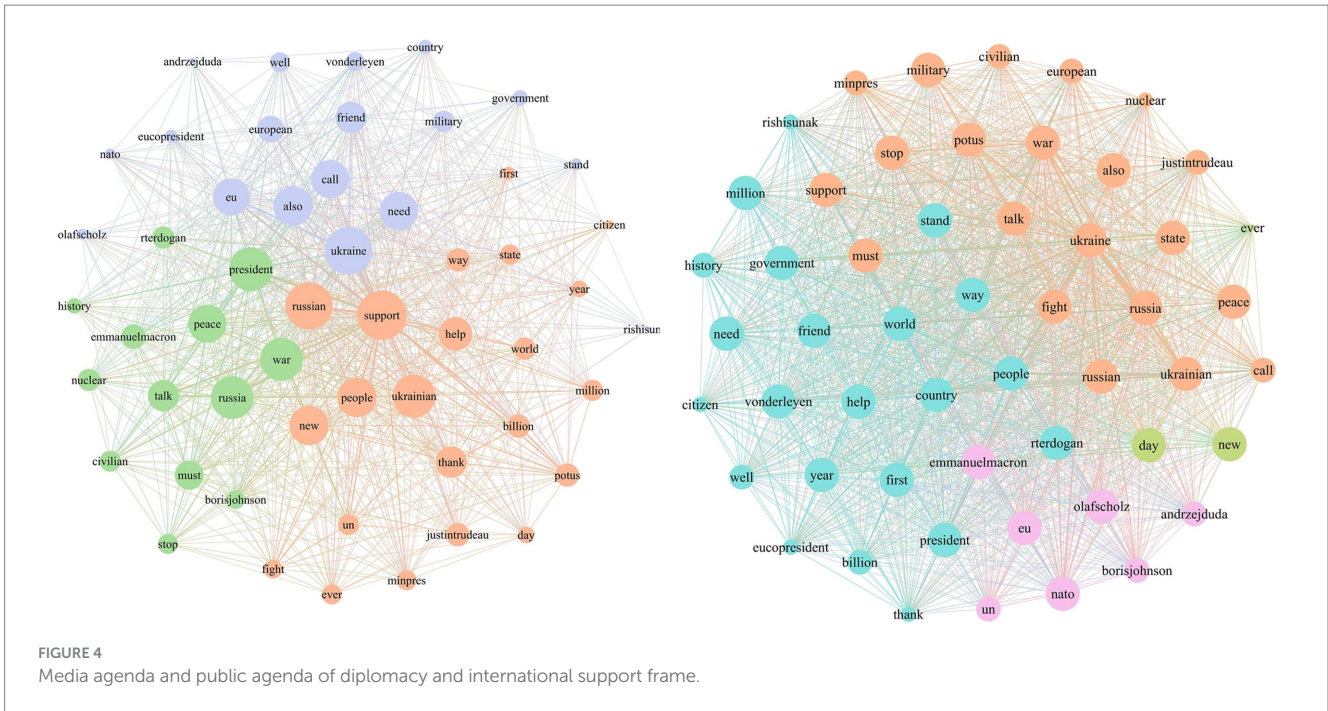 country
andrzejduda
well
vonderleyen
government
eucopresident
european
friend
military
nato
stand
first
call
eu
also
need
citizen
olafscholz
rterdogan
ukraine
way
state
president
year
history
russian
support
rishisun
peace
emmanuelmacron
help
world
war
nuclear
million
talk
russia
people
ukrainian
new
billion
civilian
must
thank
potus
borisjohnson
un
justintrudeau
day
stop
fight
ever
minpres
civilian
military
european
minpres
nuclear
rishisunak
potus
war
stop
justintrudeau
also
million
support
stand
talk
ever
ukraine
state
must
history
government
way
peace
fight
russia
need
friend
world
people
russian
ukrainian
call
citizen
vonderleyen
help
country
rterdogan
day
new
emmanuelmacron
well
year
first
olafscholz
andrzejduda
eu
president
eucopresident
billion
borisjohnson
nato
thank
un
FIGURE 4
Media agenda and public agenda of diplomacy and international support frame.